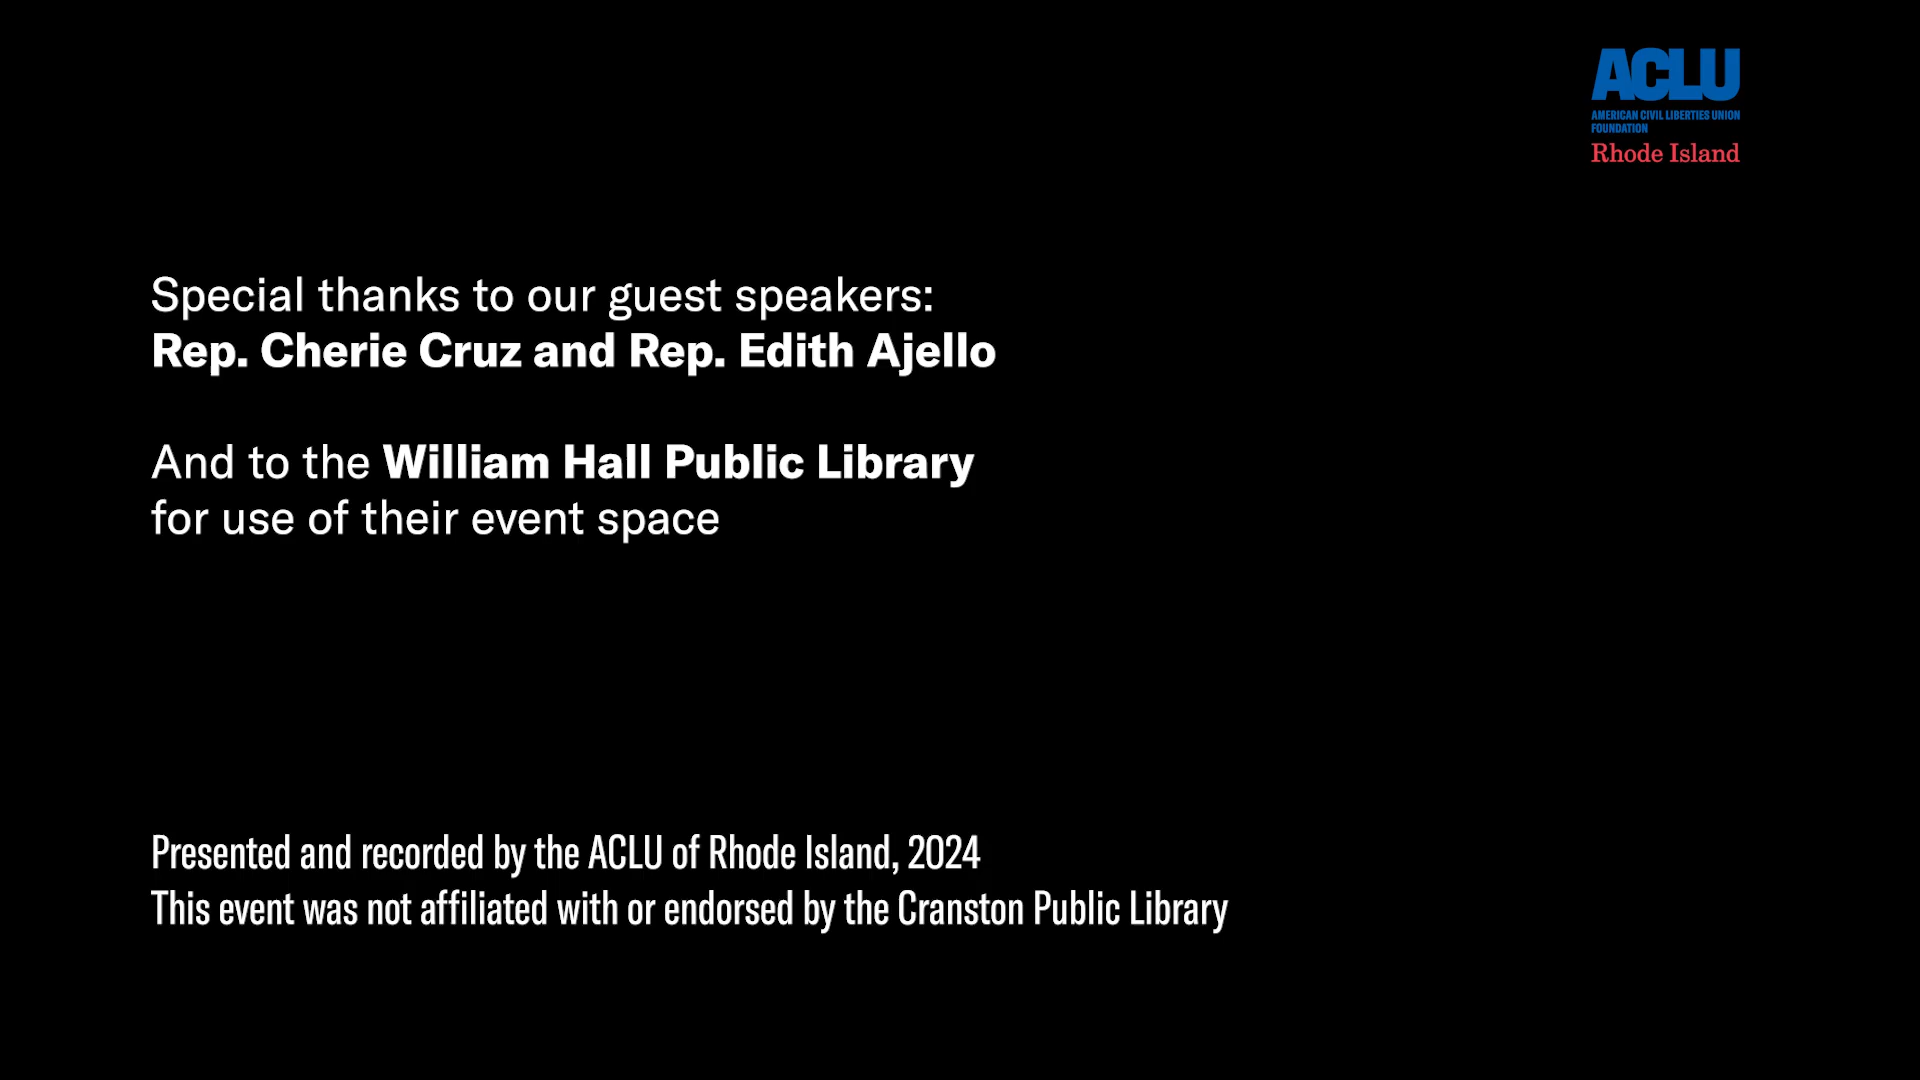 ACLU
AMERICAN CIVIL LIBERTIES UNION
FOUNDATION
Rhode Island
Special thanks to our guest speakers:
Rep. Cherie Cruz and Rep. Edith Ajello
And to the William Hall Public Library
for use of their event space
Presented and recorded by the ACLU of Rhode Island, 2024
This event was not affiliated with or endorsed by the Cranston Public Library